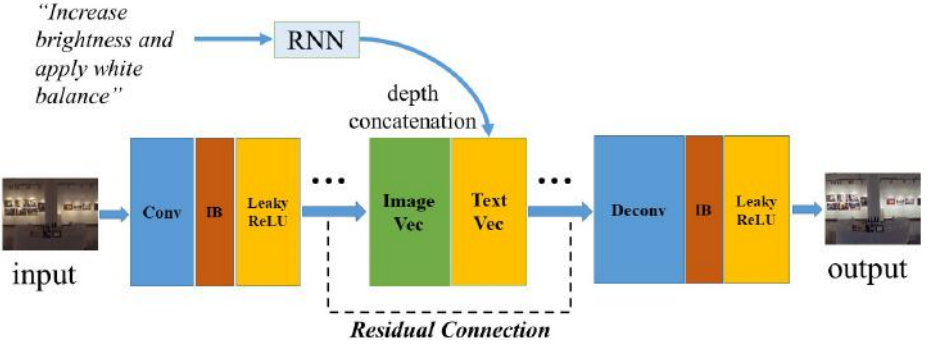 “Increase
brightness and
apply white
balance”
RNN
depth
concatenation
Conv
IB
Leaky
ReLU
...
Image
Vec
Text
Vec
...
Deconv
IB
Leaky
ReLU
input
output
Residual Connection